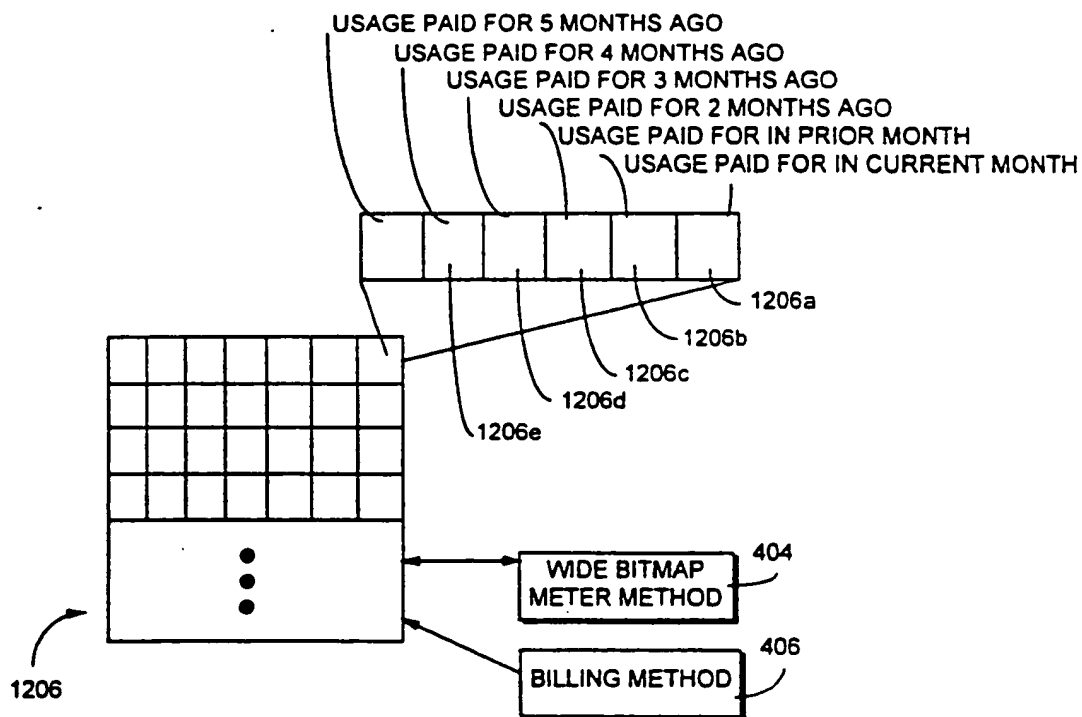 USAGE PAID FOR 5 MONTHS AGO
USAGE PAID FOR 4 MONTHS AGO
USAGE PAID FOR 3 MONTHS AGO
USAGE PAID FOR 2 MONTHS AGO
USAGE PAID FOR IN PRIOR MONTH
USAGE PAID FOR IN CURRENT MONTH
1206a
1206b
1206c
1206d
1206e
404
WIDE BITMAP
METER METHOD
406
BILLING METHOD
1206